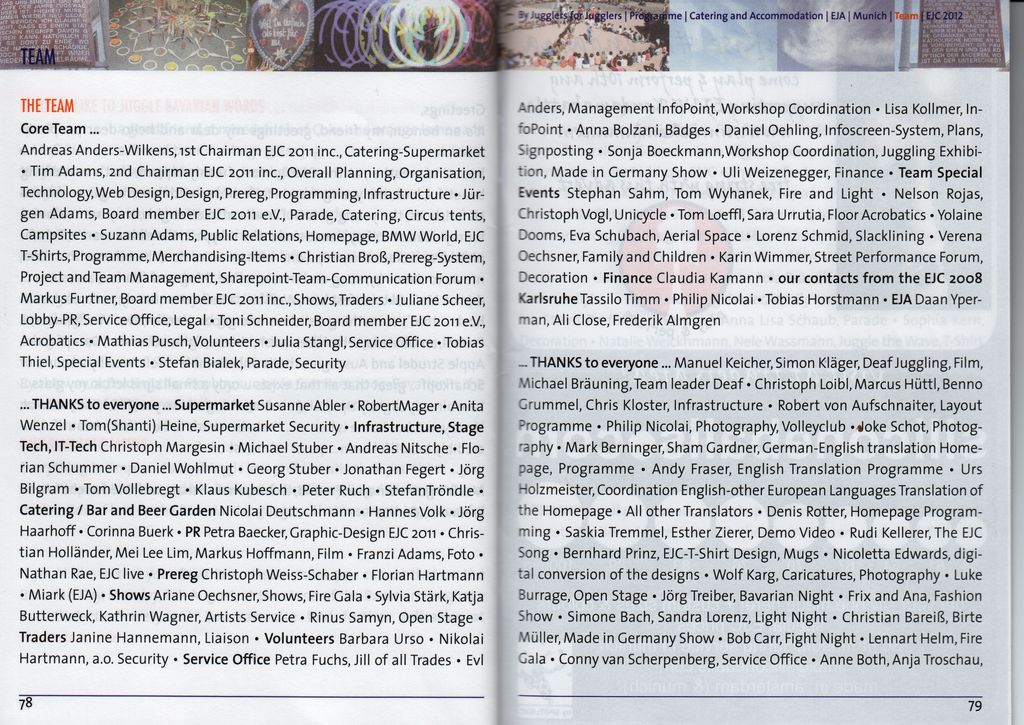 TEAM
THE TEAM
Core Team ...
Andreas Anders-Wilkens, 1st Chairman EJC 2011 inc., Catering-Supermarket
• Tim Adams, 2nd Chairman EJC 2011 inc., Overall Planning, Organisation,
Technology, Web Design, Design, Prereg, Programming, Infrastructure • Jür-
gen Adams, Board member EJC 2011 e.V., Parade, Catering, Circus tents,
Campsites • Suzann Adams, Public Relations, Homepage, BMW World, EJC
T-Shirts, Programme, Merchandising-Items • Christian Broß, Prereg-System,
Project and Team Management, Sharepoint-Team-Communication Forum •
Markus Furtner, Board member EJC 2011 inc., Shows, Traders • Juliane Scheer,
Lobby-PR, Service Office, Legal • Toni Schneider, Board member EJC 2011 e.V.,
Acrobatics • Mathias Pusch, Volunteers • Julia Stangl, Service Office • Tobias
Thiel, Special Events • Stefan Bialek, Parade, Security
... THANKS to everyone ... Supermarket Susanne Abler • RobertMager • Anita
Wenzel • Tom(Shanti) Heine, Supermarket Security • Infrastructure, Stage
Tech, IT-Tech Christoph Margesin • Michael Stuber • Andreas Nitsche • Flo-
rian Schummer • Daniel Wohlmut • Georg Stuber • Jonathan Fegert • Jörg
Bilgram • Tom Vollebregt • Klaus Kubesch • Peter Ruch • StefanTröndle •
Catering / Bar and Beer Garden Nicolai Deutschmann • Hannes Volk • Jörg
Haarhoff • Corinna Buerk • PR Petra Baecker, Graphic-Design EJC 2011 • Chris-
tian Holländer, Mei Lee Lim, Markus Hoffmann, Film • Franzi Adams, Foto •
Nathan Rae, EJC live • Prereg Christoph Weiss-Schaber • Florian Hartmann
• Miark (EJA) • Shows Ariane Oechsner, Shows, Fire Gala • Sylvia Stärk, Katja
Butterweck, Kathrin Wagner, Artists Service • Rinus Samyn, Open Stage •
Traders Janine Hannemann, Liaison • Volunteers Barbara Urso • Nikolai
Hartmann, a.o. Security • Service Office Petra Fuchs, Jill of all Trades • Evl
78
By Jugglers for Jugglers | Programme | Catering and Accommodation | EJA | Munich | Team | EJC 2012
Anders, Management InfoPoint, Workshop Coordination • Lisa Kollmer, In-
foPoint • Anna Bolzani, Badges • Daniel Oehling, Infoscreen-System, Plans,
Signposting • Sonja Boeckmann, Workshop Coordination, Juggling Exhibi-
tion, Made in Germany Show • Uli Weizenegger, Finance • Team Special
Events Stephan Sahm, Tom Wyhanek, Fire and Light • Nelson Rojas,
Christoph Vogl, Unicycle • Tom Loeffl, Sara Urrutia, Floor Acrobatics • Yolaine
Dooms, Eva Schubach, Aerial Space • Lorenz Schmid, Slacklining • Verena
Oechsner, Family and Children • Karin Wimmer, Street Performance Forum,
Decoration • Finance Claudia Kamann • our contacts from the EJC 2008
Karlsruhe Tassilo Timm • Philip Nicolai • Tobias Horstmann • EJA Daan Yper-
man, Ali Close, Frederik Almgren
... THANKS to everyone ... Manuel Keicher, Simon Kläger, Deaf Juggling, Film,
Michael Bräuning, Team leader Deaf • Christoph Loibl, Marcus Hüttl, Benno
Grummel, Chris Kloster, Infrastructure • Robert von Aufschnaiter, Layout
Programme • Philip Nicolai, Photography, Volleyclub • Joke Schot, Photog-
raphy • Mark Berninger, Sharon Gardner, German-English translation Home-
page, Programme • Andy Fraser, English Translation Programme • Urs
Holzmeister, Coordination English-other European Languages Translation of
the Homepage • All other Translators • Denis Rotter, Homepage Program-
ming • Saskia Tremmel, Esther Zierer, Demo Video • Rudi Kellerer, The EJC
Song • Bernhard Prinz, EJC-T-Shirt Design, Mugs • Nicoletta Edwards, digi-
tal conversion of the designs • Wolf Karg, Caricatures, Photography • Luke
Burrage, Open Stage • Jörg Treiber, Bavarian Night • Frix and Ana, Fashion
Show • Simone Bach, Sandra Lorenz, Light Night • Christian Bareiß, Birte
Müller, Made in Germany Show • Bob Carr, Fight Night • Lennart Helm, Fire
Gala • Conny van Scherpenberg, Service Office • Anne Both, Anja Troschau,
79